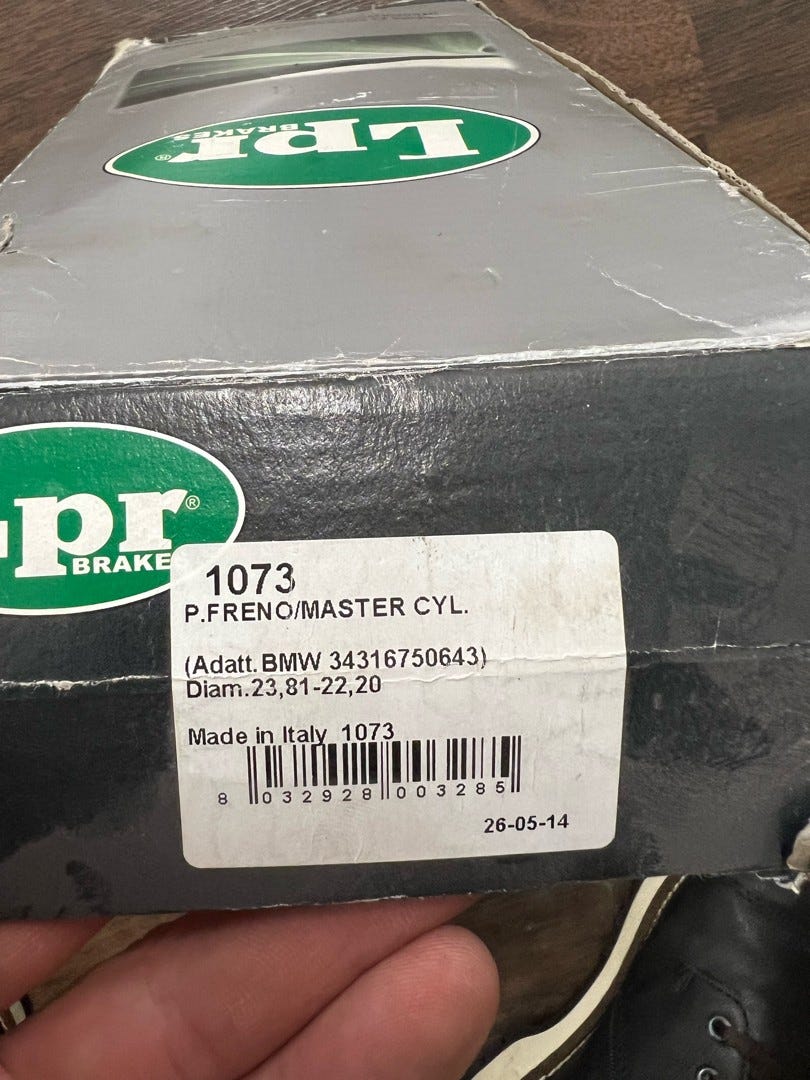 Lpr®
BRAKES
pr®
BRAKE
1073
P.FRENO/MASTER CYL.
(Adatt.BMW 34316750643)
Diam.23,81-22,20
Made in Italy 1073
8 032928 003285
26-05-14